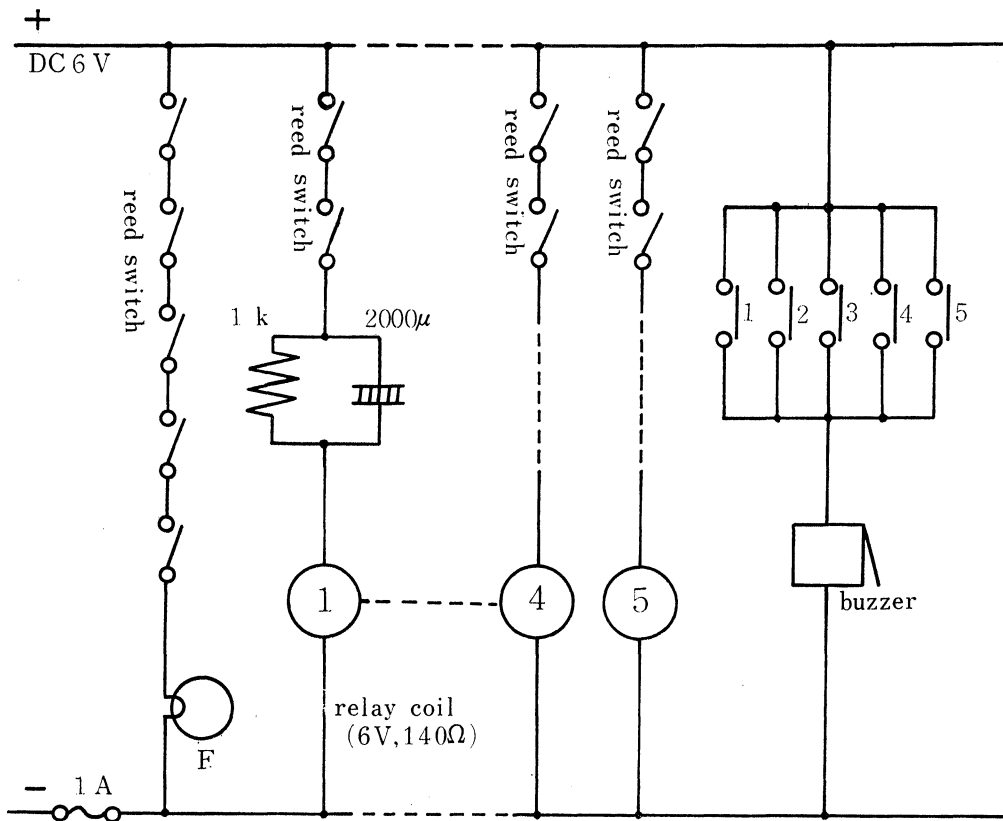 +
DC 6 V
reed switch
reed switch
reed switch
reed switch
1 k
2000μ
1
2
3
4
5
1
4
5
buzzer
relay coil
(6V,140Ω)
F
− 1 A